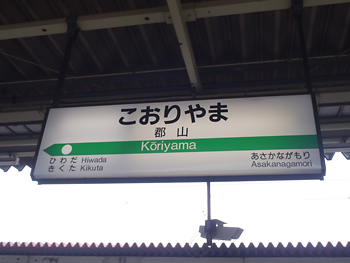 こおりやま
郡山
Kōriyama
ひわだ Hiwada
きくた Kikuta
あさかながもり
Asakanagamori